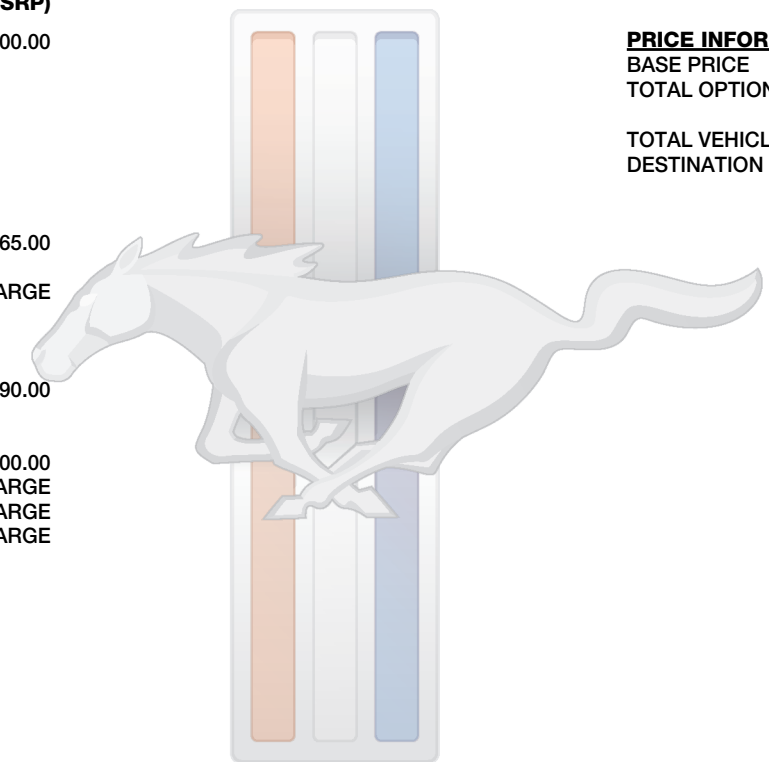 SRP)
00.00
65.00
ARGE
90.00
00.00
ARGE
ARGE
ARGE
PRICE INFOR
BASE PRICE
TOTAL OPTION
TOTAL VEHICL
DESTINATION